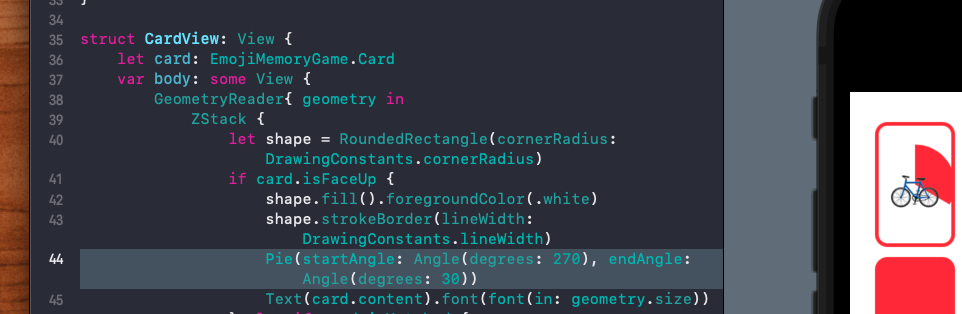 33 }
34
35 struct CardView: View {
36 let card: EmojiMemoryGame.Card
37 var body: some View {
38 GeometryReader{ geometry in
39 ZStack {
40 let shape = RoundedRectangle(cornerRadius:
DrawingConstants.cornerRadius)
41 if card.isFaceUp {
42 shape.fill().foregroundColor(.white)
43 shape.strokeBorder(lineWidth:
DrawingConstants.lineWidth)
44 Pie(startAngle: Angle(degrees: 270), endAngle:
Angle(degrees: 30))
45 Text(card.content).font(font(in: geometry.size))